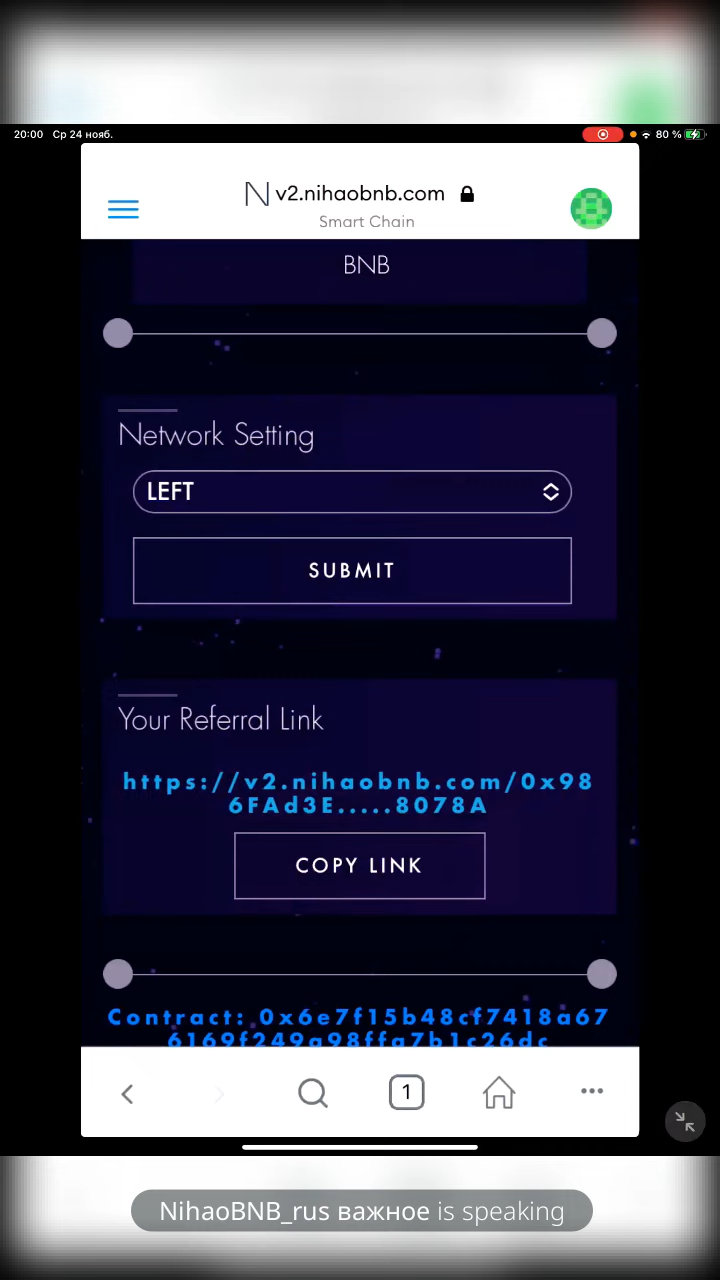 20:00 Ср 24 нояб.
80 %
N v2.nihaobnb.com
Smart Chain
BNB
Network Setting
LEFT
SUBMIT
Your Referral Link
https://v2.nihaobnb.com/0x98
6FAd3E.....8078A
COPY LINK
Contract: 0x6e7f15b48cf7418a67
6169f249a98ffa7b1c26dc
1
NihaoBNB_rus важное is speaking